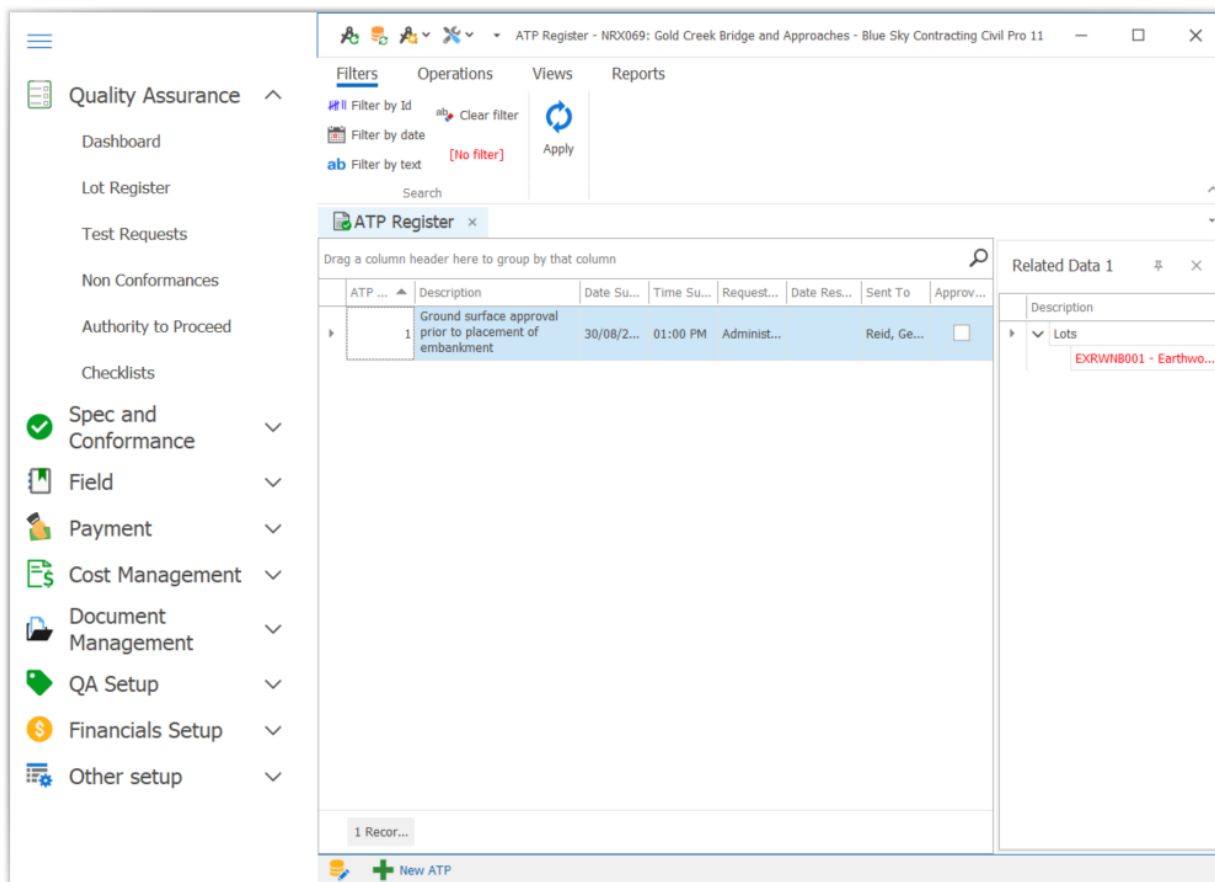 ATP Register - NRX069: Gold Creek Bridge and Approaches - Blue Sky Contracting Civil Pro 11
Quality Assurance
Dashboard
Lot Register
Test Requests
Non Conformances
Authority to Proceed
Checklists
Spec and
Conformance
Field
Payment
Cost Management
Document
Management
QA Setup
Financials Setup
Other setup
Filters Operations Views Reports
Filter by Id
Filter by date
ab Filter by text
ab Clear filter
[No filter]
Apply
Search
ATP Register
Drag a column header here to group by that column
ATP ... Description Date Su... Time Su... Request... Date Res... Sent To Approv...
1 Ground surface approval
prior to placement of
embankment
30/08/2... 01:00 PM Administ... Reid, Ge...
1 Recor...
New ATP
Related Data 1
Description
Lots
EXRWNB001 - Earthwo...